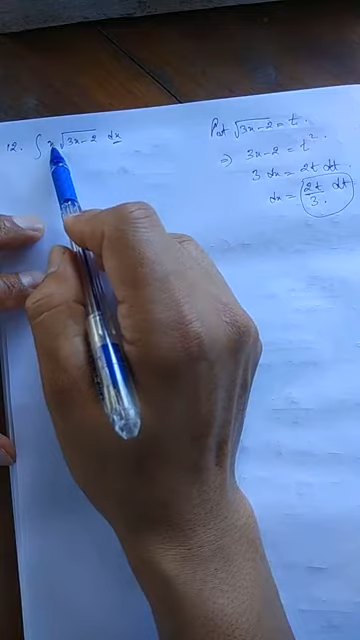 12. ∫ x √3x-2 dx
Put √3x-2 = t.
⇒ 3x-2 = t².
3 dx = 2t dt.
dx = 2t/3. dt